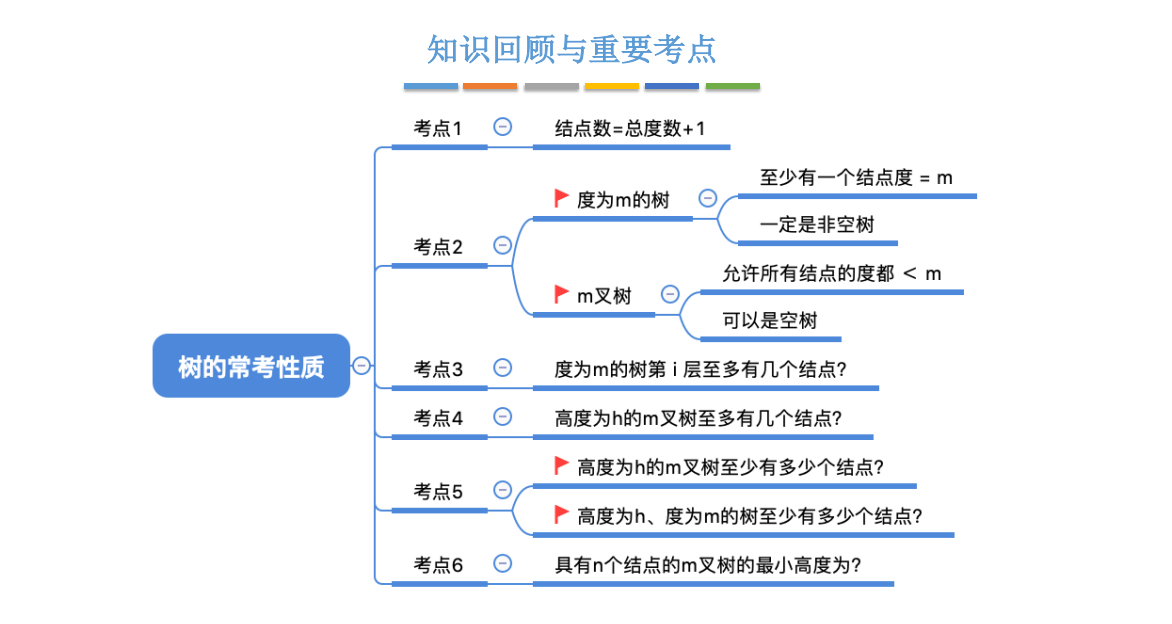 知识回顾与重要考点
考点1
结点数=总度数+1
考点2
度为m的树
至少有一个结点度 = m
一定是非空树
m叉树
允许所有结点的度都 < m
可以是空树
树的常考性质
考点3
度为m的树第 i 层至多有几个结点?
考点4
高度为h的m叉树至多有几个结点?
考点5
高度为h的m叉树至少有多少个结点?
高度为h、度为m的树至少有多少个结点?
考点6
具有n个结点的m叉树的最小高度为?